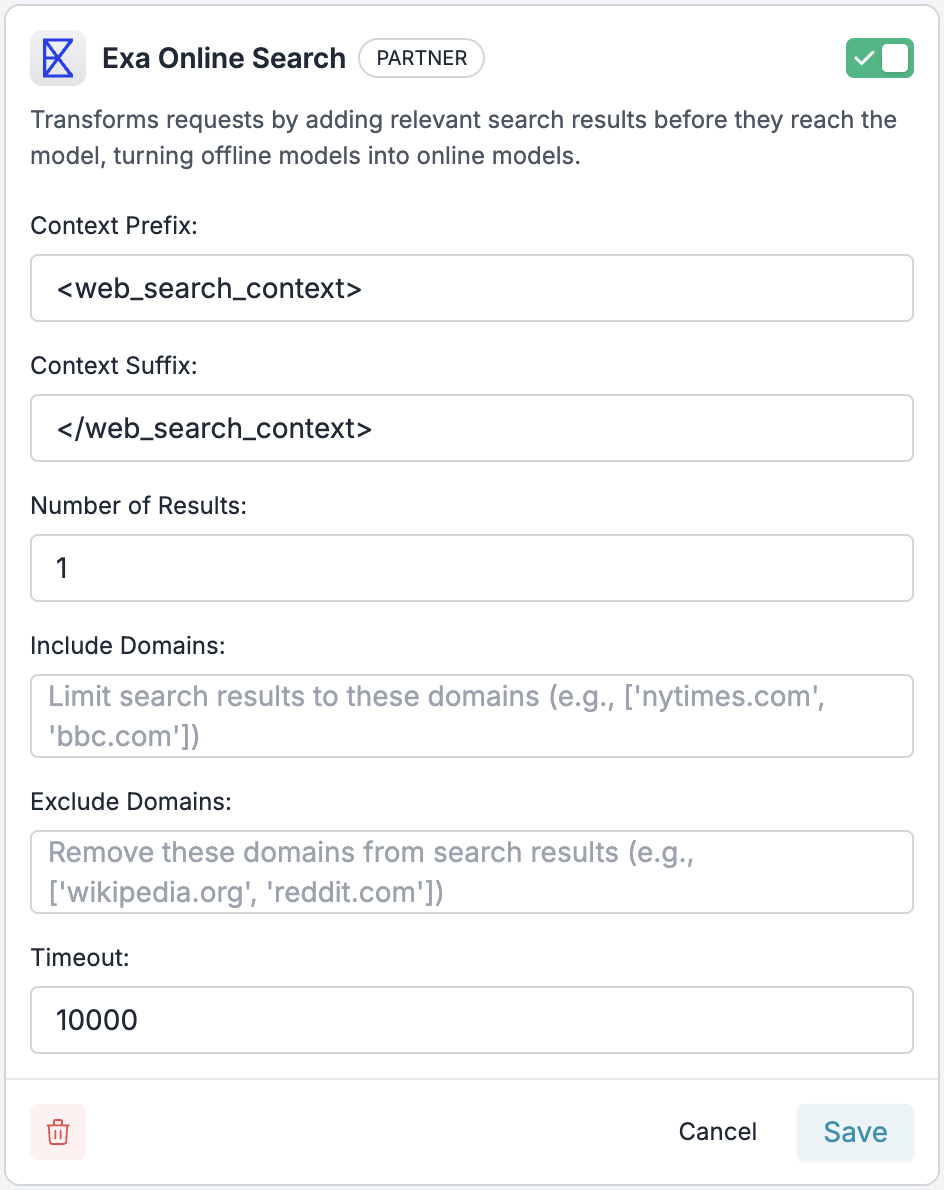 Exa Online Search PARTNER
Transforms requests by adding relevant search results before they reach the
model, turning offline models into online models.
Context Prefix:
<web_search_context>
Context Suffix:
</web_search_context>
Number of Results:
1
Include Domains:
Limit search results to these domains (e.g., ['nytimes.com',
'bbc.com'])
Exclude Domains:
Remove these domains from search results (e.g.,
['wikipedia.org', 'reddit.com'])
Timeout:
10000
Cancel Save